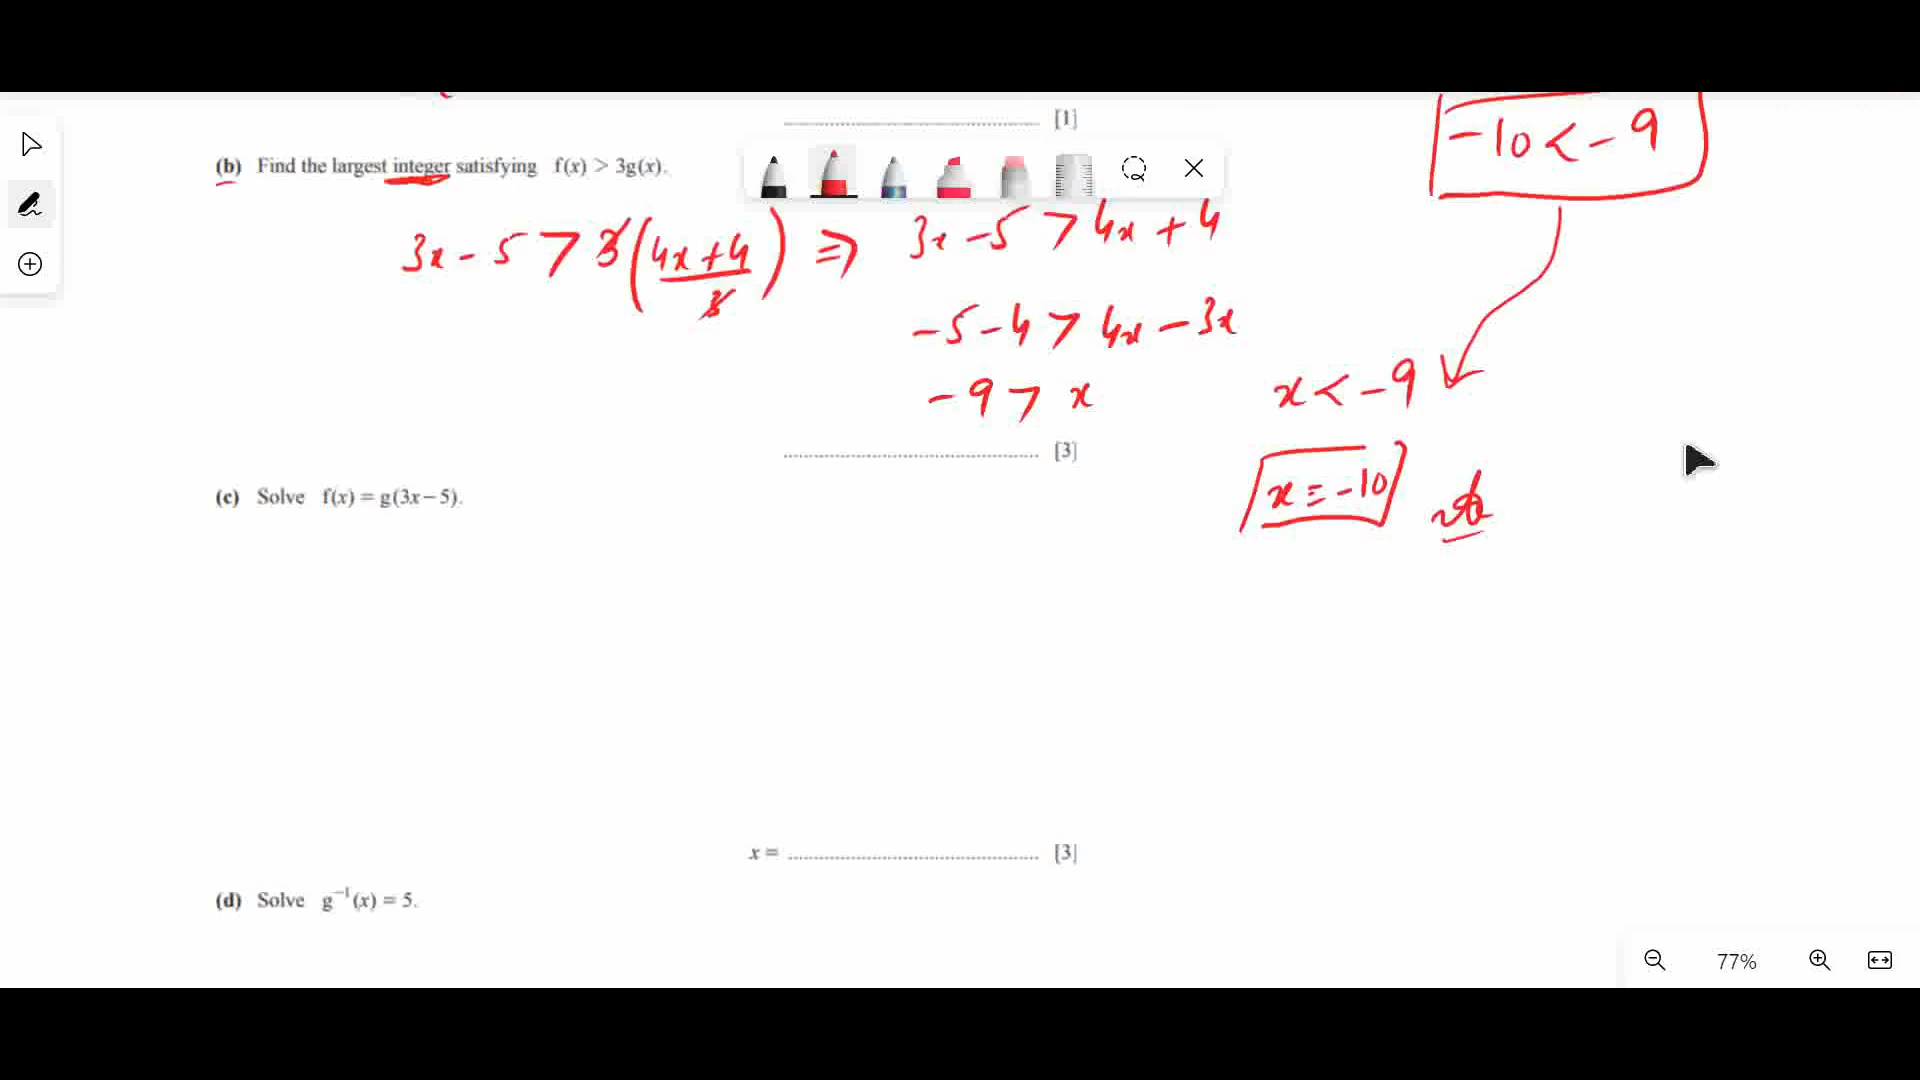 [1]
-10 < -9
(b) Find the largest integer satisfying f(x) > 3g(x).
3x - 5 > 3(4x+4/3) ⇒ 3x - 5 > 4x + 4
-5 - 4 > 4x - 3x
-9 > x
x < -9
[3]
x = -10
(c) Solve f(x) = g(3x – 5).
x = [3]
(d) Solve g⁻¹(x) = 5.
77%